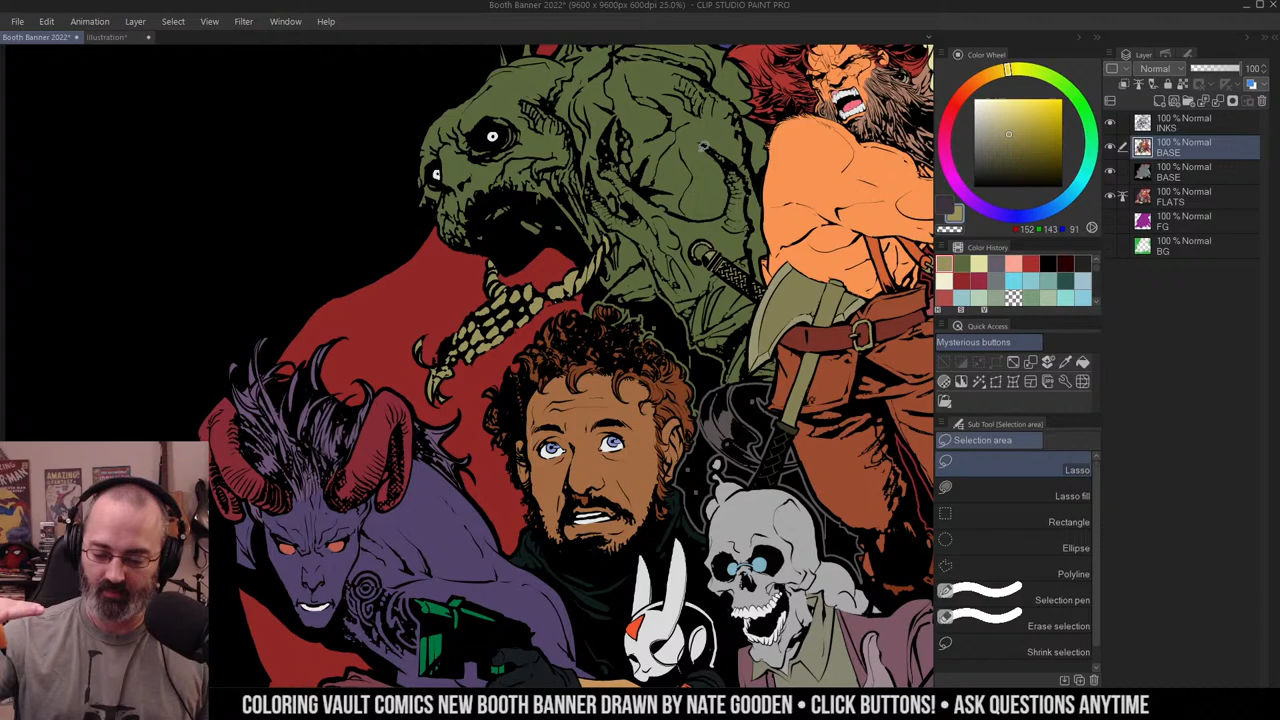 Booth Banner 2022* (9600 x 9600px 600dpi 25.0%) - CLIP STUDIO PAINT PRO
File Edit Animation Layer Select View Filter Window Help
Booth Banner 2022* Illustration*
Color Wheel
Layer
Normal 100
100 % Normal
INKS
100 % Normal
BASE
100 % Normal
BASE
100 % Normal
FLATS
100 % Normal
FG
100 % Normal
BG
152 143 91
Color History
H S V
Quick Access
Mysterious buttons
Sub Tool [Selection area]
Selection area
Lasso
Lasso fill
Rectangle
Ellipse
Polyline
Selection pen
Erase selection
Shrink selection
AMAZING
COLORING VAULT COMICS NEW BOOTH BANNER DRAWN BY NATE GOODEN • CLICK BUTTONS! • ASK QUESTIONS ANYTIME